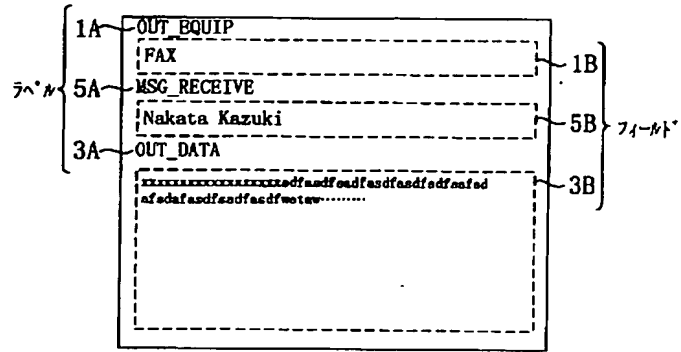 1A OUT_EQUIP
FAX 1B
ラベル 5A MSG_RECEIVE
Nakata Kazuki 5B フィールド
3A OUT_DATA
3B